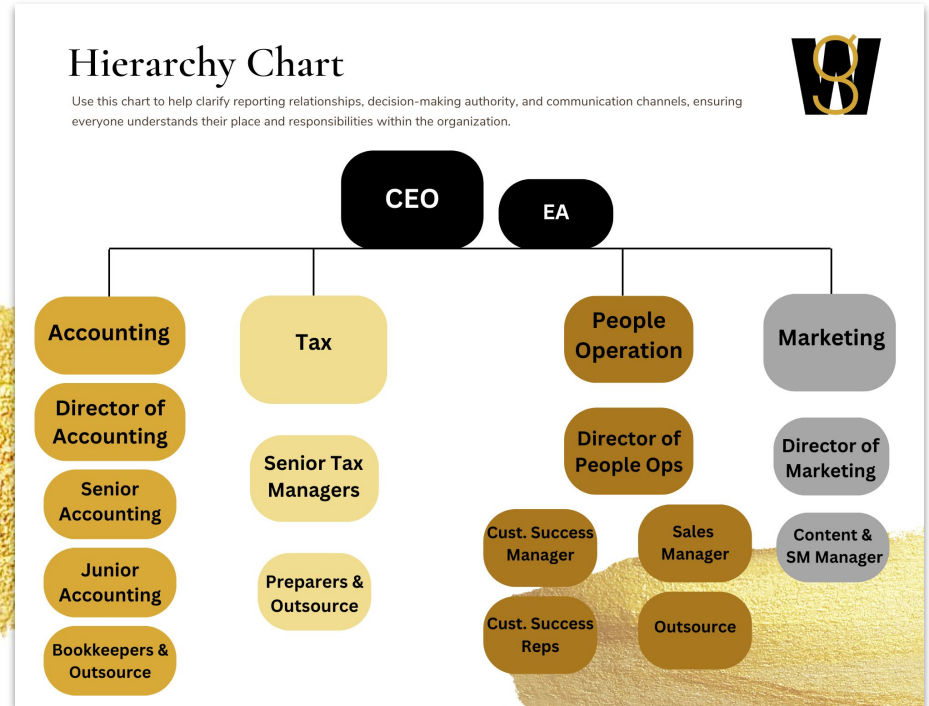 Hierarchy Chart
Use this chart to help clarify reporting relationships, decision-making authority, and communication channels, ensuring
everyone understands their place and responsibilities within the organization.
Wg
CEO
EA
Accounting
Director of
Accounting
Senior
Accounting
Junior
Accounting
Bookkeepers &
Outsource
Tax
Senior Tax
Managers
Preparers &
Outsource
People
Operation
Director of
People Ops
Cust. Success
Manager
Cust. Success
Reps
Sales
Manager
Outsource
Marketing
Director of
Marketing
Content &
SM Manager